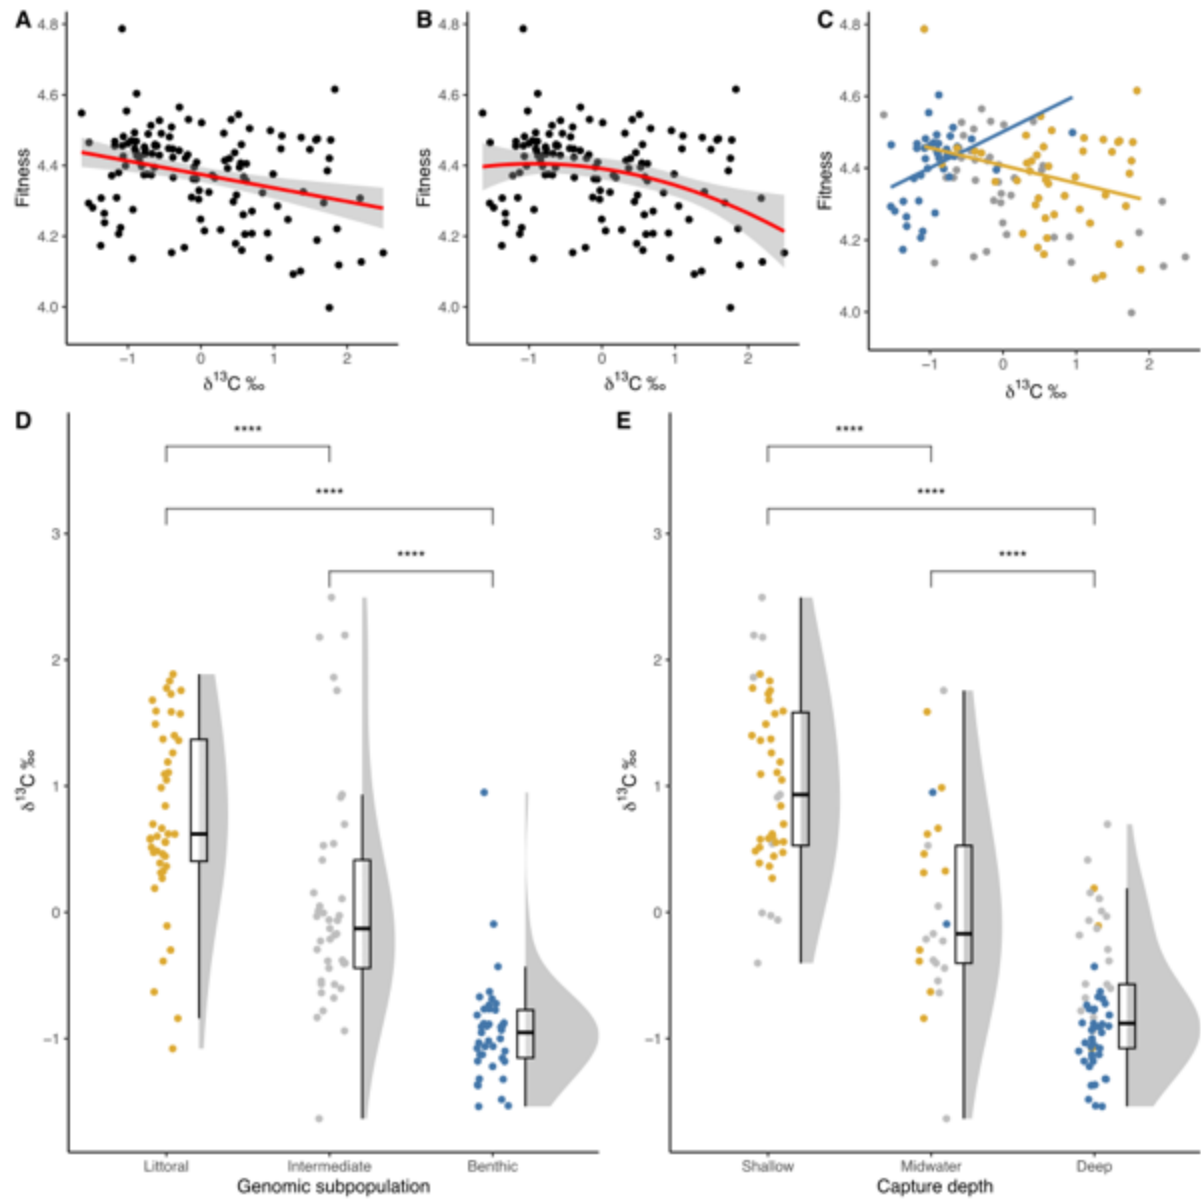 A
B
C
4.8
4.6
4.4
4.2
4.0
Fitness
−1 0 1 2
δ13C ‰
4.8
4.6
4.4
4.2
4.0
Fitness
−1 0 1 2
δ13C ‰
4.8
4.6
4.4
4.2
4.0
Fitness
−1 0 1 2
δ13C ‰
D
****
****
****
3
2
1
0
−1
δ13C ‰
Littoral Intermediate Benthic
Genomic subpopulation
E
****
****
****
3
2
1
0
−1
δ13C ‰
Shallow Midwater Deep
Capture depth